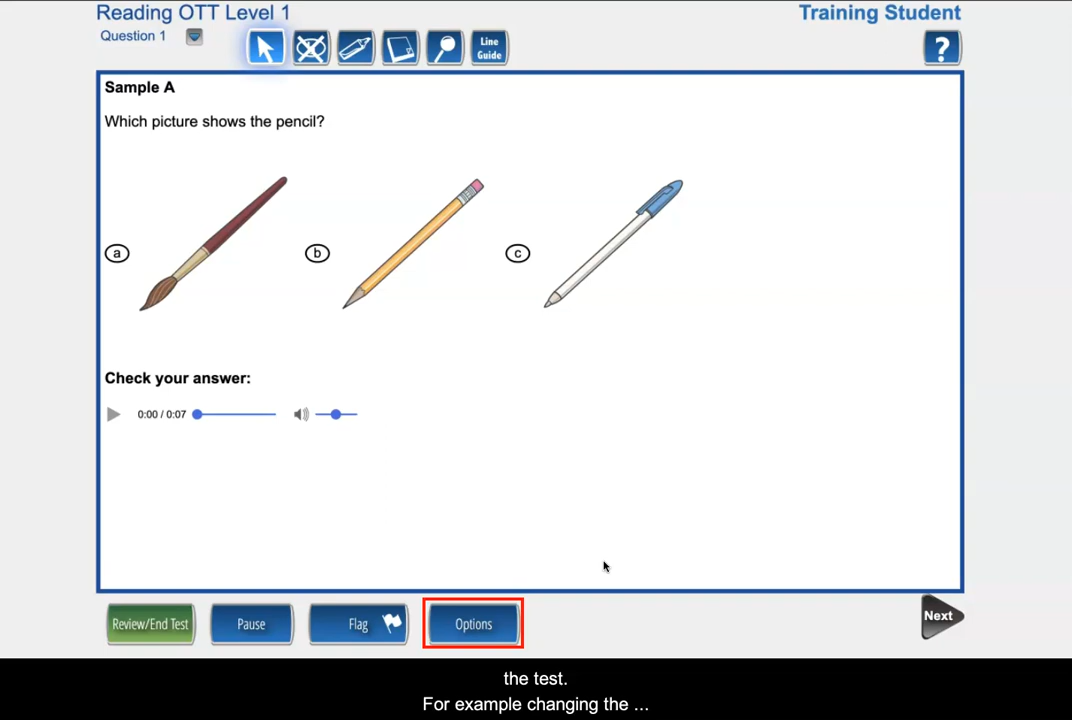 Reading OTT Level 1
Training Student
Question 1
Line
Guide
?
Sample A
Which picture shows the pencil?
a
b
c
Check your answer:
0:00 / 0:07
Review/End Test
Pause
Flag
Options
Next
the test.
For example changing the ...